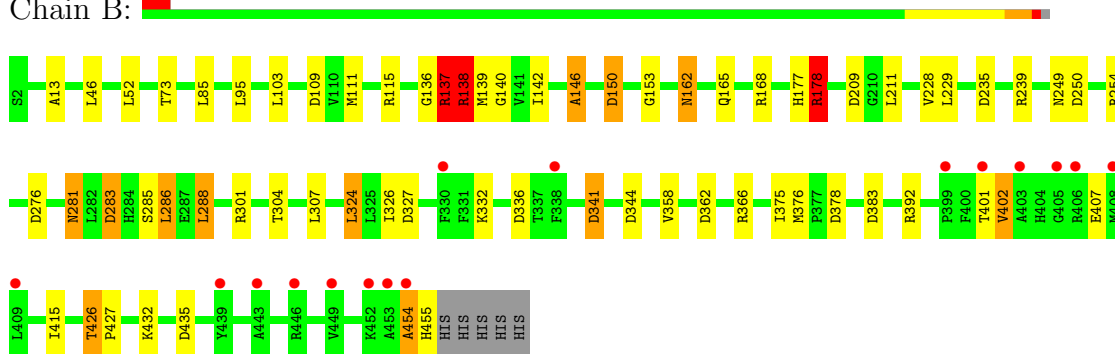 Chain B:
S2 A13 L46 L52 T73 L85 L95 L103 D109 V110 M111 R115 G136 R137 R138 M139 G140 V141 I142 A146 D150 G153 N162 Q165 R168 H177 R178 D209 G210 L211 V228 L229 D235 R239 N249 D250
D276 N281 L282 D283 H284 S285 L286 E287 L288 R301 T304 L307 L324 L325 I326 D327 F330 F331 K332 D336 T337 F338 D341 D344 V358 D362 R366 I375 M376 P377 D378 D383 R392 P399 F400 T401 V402 A403 H404 G405 R406 E407 M408
L409 I415 T426 P427 K432 D435 Y439 A443 R446 V449 K452 A453 A454 H455 HIS HIS HIS HIS HIS